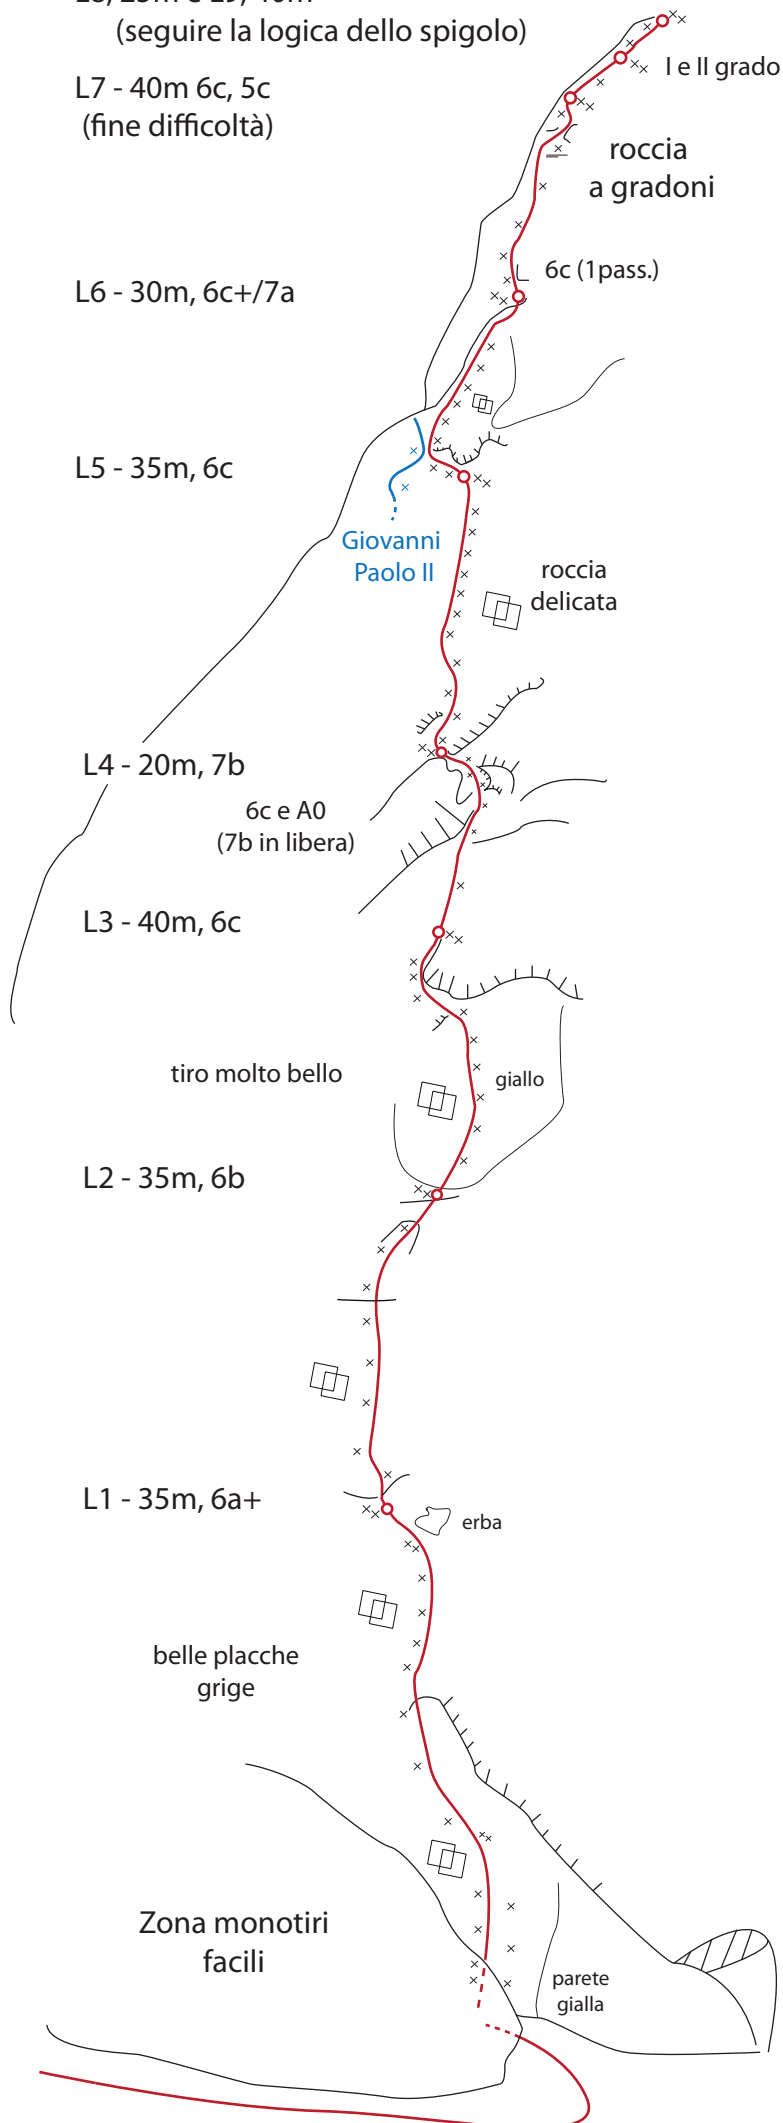 (seguire la logica dello spigolo)
I e II grado
L7 - 40m 6c, 5c
(fine difficoltà)
roccia
a gradoni
6c (1pass.)
L6 - 30m, 6c+/7a
L5 - 35m, 6c
Giovanni
Paolo II
roccia
delicata
L4 - 20m, 7b
6c e A0
(7b in libera)
L3 - 40m, 6c
tiro molto bello
giallo
L2 - 35m, 6b
L1 - 35m, 6a+
erba
belle placche
grige
Zona monotiri
facili
parete
gialla